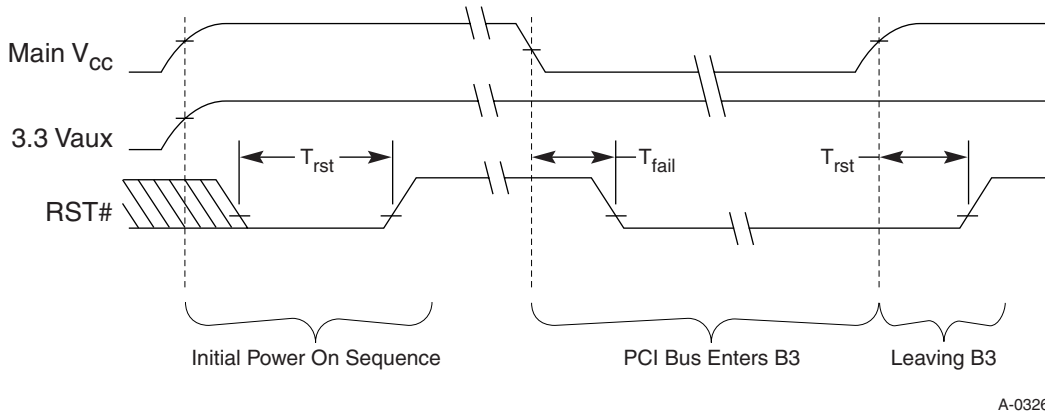 Main Vcc
3.3 Vaux
Trst
Tfail
Trst
RST#
Initial Power On Sequence
PCI Bus Enters B3
Leaving B3
A-0326